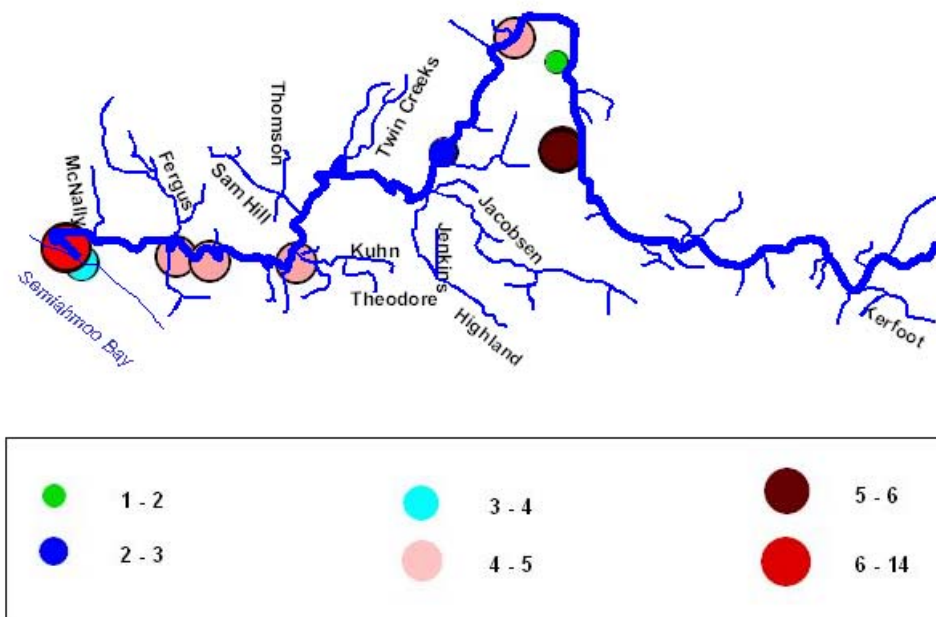 McNally
Fergus
Sam Hill
Thomson
Twin Creeks
Kuhn
Theodore
Jenkins
Jacobsen
Highland
Kerfoot
Semiahmoo Bay
1 - 2
2 - 3
3 - 4
4 - 5
5 - 6
6 - 14